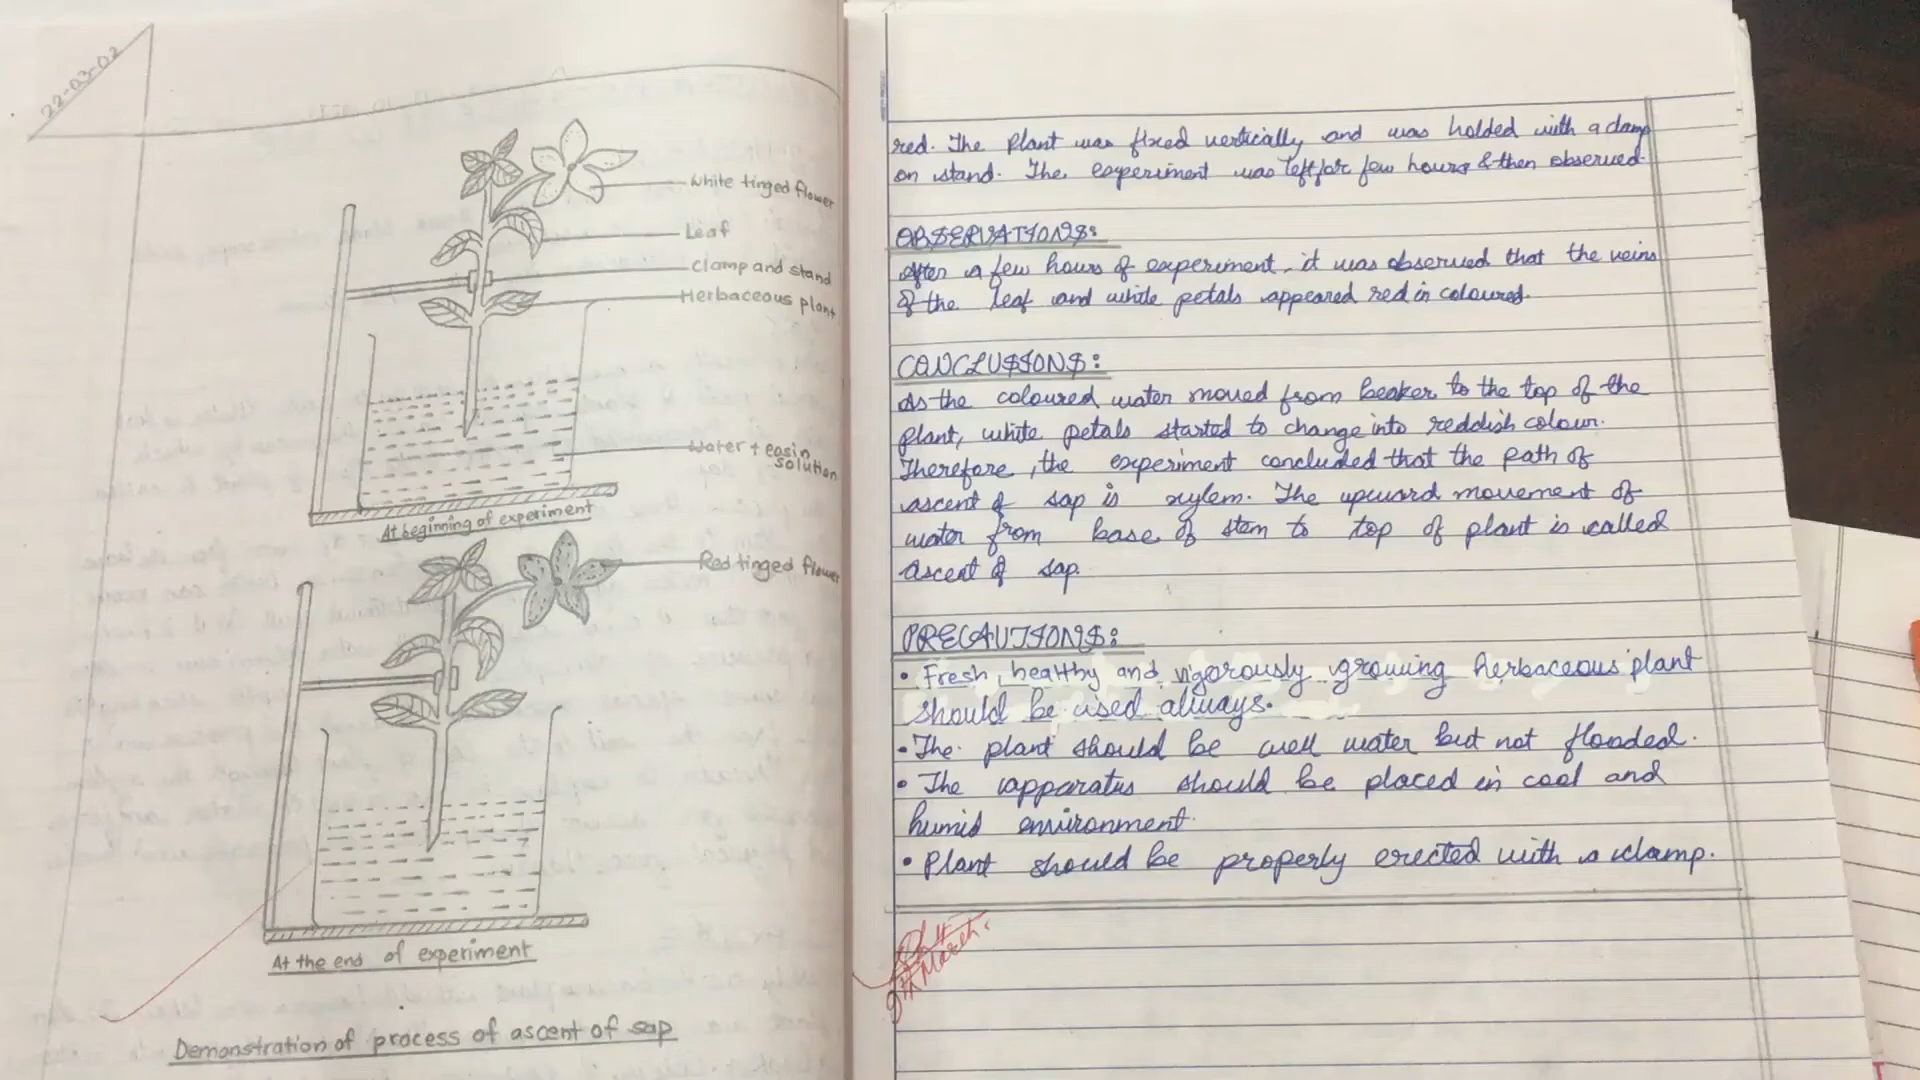 22-03-02
White tinged flower
Leaf
Clamp and stand
Herbaceous plant
Water + eosin
solution
At beginning of experiment
Red tinged flower
At the end of experiment
Demonstration of process of ascent of sap
red. The plant was fixed vertically and was holded with a clamp
on stand. The experiment was left for few hours & then observed.
OBSERVATIONS:
After a few hours of experiment, it was observed that the veins
of the leaf and white petals appeared red in coloured.
CONCLUSIONS:
As the coloured water moved from beaker to the top of the
plant, white petals started to change into reddish colour.
Therefore, the experiment concluded that the path of
ascent of sap is xylem. The upward movement of
water from base of stem to top of plant is called
ascent of sap.
PRECAUTIONS:
• Fresh, healthy and vigorously growing herbaceous plant
should be used always.
• The plant should be well water but not flooded.
• The apparatus should be placed in cool and
humid environment.
• Plant should be properly erected with a clamp.
March.